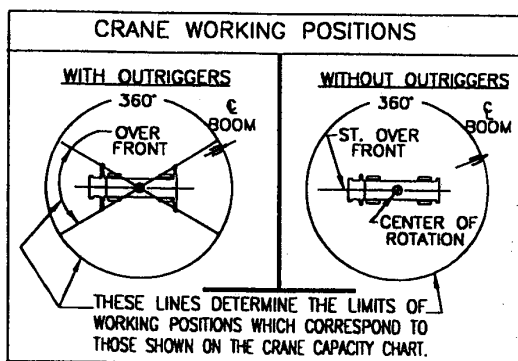 CRANE WORKING POSITIONS
WITH OUTRIGGERS
360°
℄
BOOM
OVER
FRONT
WITHOUT OUTRIGGERS
360°
℄
BOOM
ST. OVER
FRONT
CENTER OF
ROTATION
THESE LINES DETERMINE THE LIMITS OF
WORKING POSITIONS WHICH CORRESPOND TO
THOSE SHOWN ON THE CRANE CAPACITY CHART.